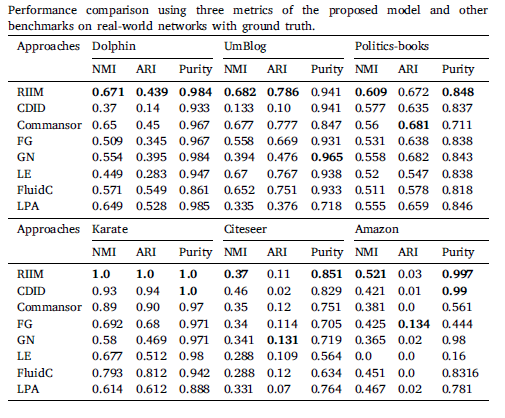 Performance comparison using three metrics of the proposed model and other
benchmarks on real-world networks with ground truth.
Approaches Dolphin UmBlog Politics-books
NMI ARI Purity NMI ARI Purity NMI ARI Purity
RIIM 0.671 0.439 0.984 0.682 0.786 0.941 0.609 0.672 0.848
CDID 0.37 0.14 0.933 0.133 0.10 0.941 0.577 0.635 0.837
Commansor 0.65 0.45 0.967 0.677 0.777 0.847 0.56 0.681 0.711
FG 0.509 0.345 0.967 0.558 0.669 0.931 0.531 0.638 0.838
GN 0.554 0.395 0.984 0.394 0.476 0.965 0.558 0.682 0.843
LE 0.449 0.283 0.947 0.67 0.767 0.938 0.52 0.547 0.838
FluidC 0.571 0.549 0.861 0.652 0.751 0.933 0.511 0.578 0.818
LPA 0.649 0.528 0.985 0.335 0.376 0.718 0.555 0.659 0.846
Approaches Karate Citeseer Amazon
NMI ARI Purity NMI ARI Purity NMI ARI Purity
RIIM 1.0 1.0 1.0 0.37 0.11 0.851 0.521 0.03 0.997
CDID 0.93 0.94 1.0 0.46 0.02 0.829 0.421 0.01 0.99
Commansor 0.89 0.90 0.97 0.35 0.12 0.751 0.381 0.0 0.561
FG 0.692 0.68 0.971 0.34 0.114 0.705 0.425 0.134 0.444
GN 0.58 0.469 0.971 0.341 0.131 0.719 0.365 0.02 0.98
LE 0.677 0.512 0.98 0.288 0.109 0.564 0.0 0.0 0.16
FluidC 0.793 0.812 0.942 0.288 0.12 0.634 0.451 0.0 0.8316
LPA 0.614 0.612 0.888 0.331 0.07 0.764 0.467 0.02 0.781